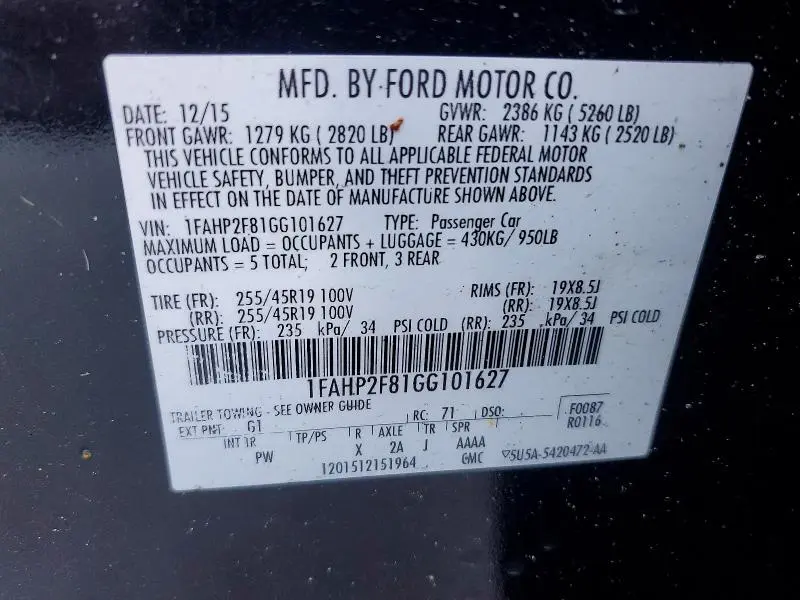 MFD. BY FORD MOTOR CO.
DATE: 12/15 GVWR: 2386 KG ( 5260 LB)
FRONT GAWR: 1279 KG ( 2820 LB) REAR GAWR: 1143 KG ( 2520 LB)
THIS VEHICLE CONFORMS TO ALL APPLICABLE FEDERAL MOTOR
VEHICLE SAFETY, BUMPER, AND THEFT PREVENTION STANDARDS
IN EFFECT ON THE DATE OF MANUFACTURE SHOWN ABOVE.
VIN: 1FAHP2F81GG101627 TYPE: Passenger Car
MAXIMUM LOAD = OCCUPANTS + LUGGAGE = 430KG/ 950LB
OCCUPANTS = 5 TOTAL; 2 FRONT, 3 REAR
TIRE (FR): 255/45R19 100V RIMS (FR): 19X8.5J
(RR): 255/45R19 100V (RR): 19X8.5J
PRESSURE (FR): 235 kPa/ 34 PSI COLD (RR): 235 kPa/ 34 PSI COLD
1FAHP2F81GG101627
TRAILER TOWING - SEE OWNER GUIDE RC: 71 DSO: F0087
EXT PNT: G1 R0116
INT TR TP/PS R AXLE TR SPR
PW X 2A J AAAA
1201512151964 GMC 5U5A-5420472-AA